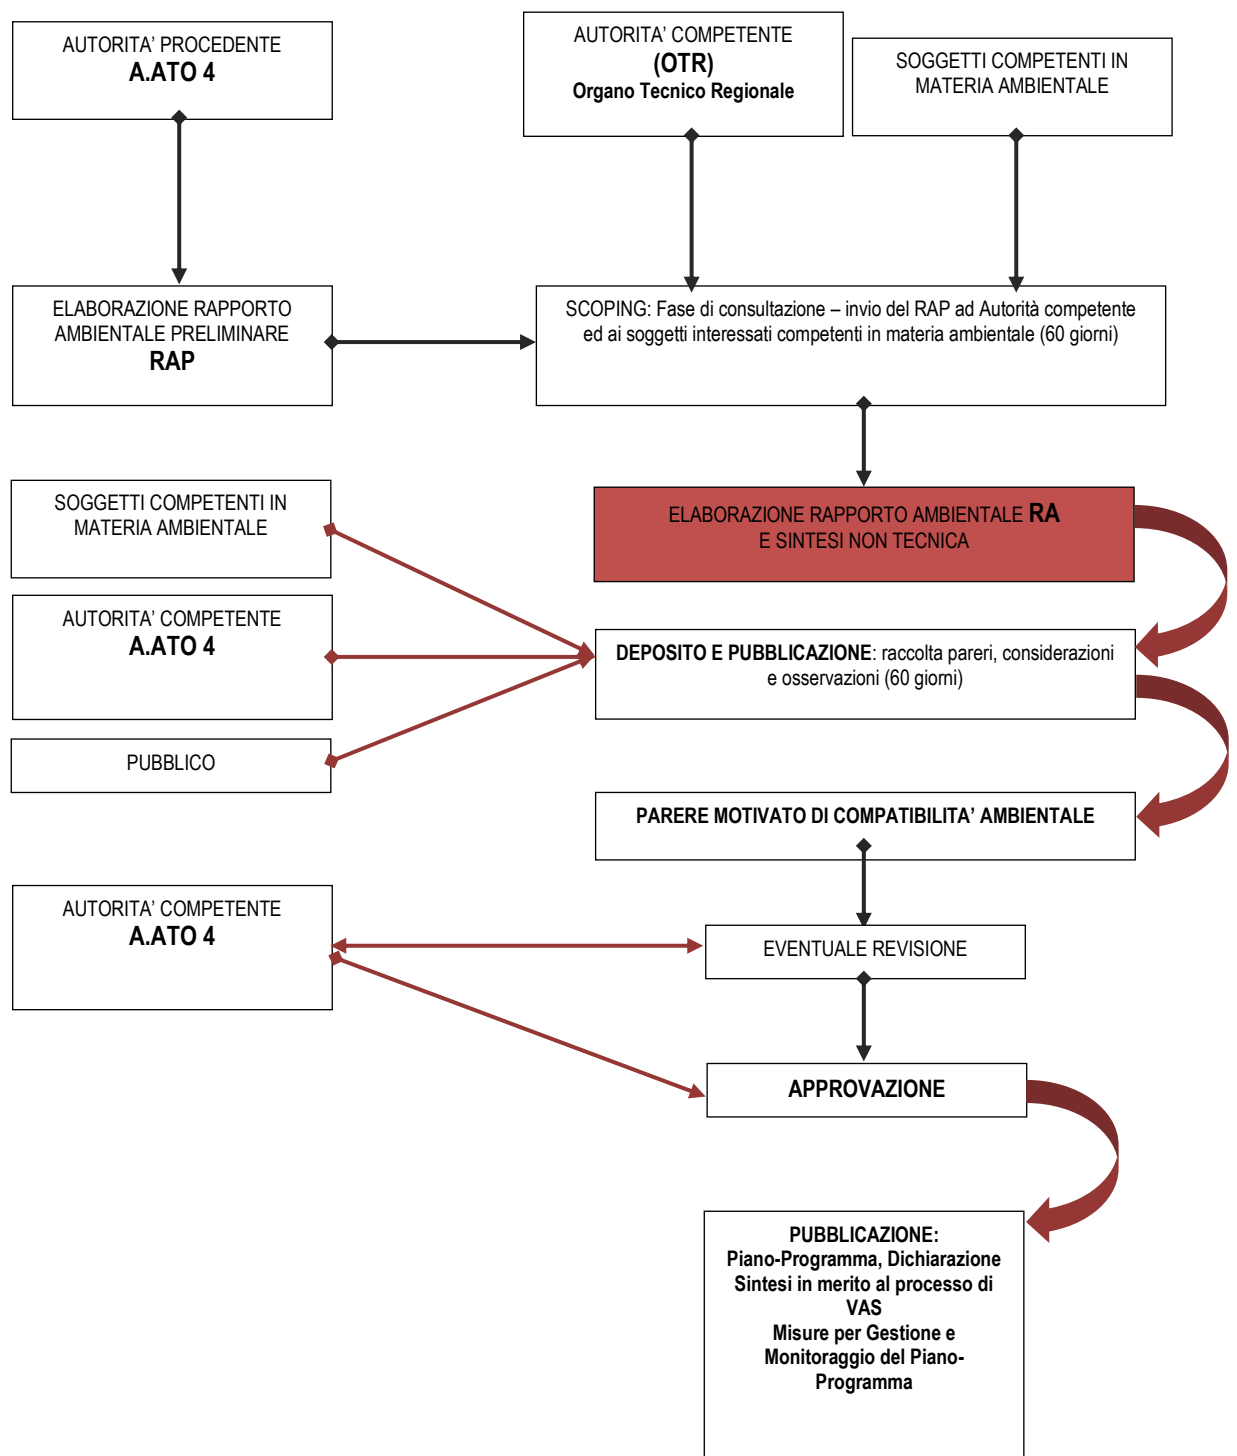 AUTORITA’ PROCEDENTE
A.ATO 4
AUTORITA’ COMPETENTE
(OTR)
Organo Tecnico Regionale
SOGGETTI COMPETENTI IN
MATERIA AMBIENTALE
ELABORAZIONE RAPPORTO
AMBIENTALE PRELIMINARE
RAP
SCOPING: Fase di consultazione – invio del RAP ad Autorità competente
ed ai soggetti interessati competenti in materia ambientale (60 giorni)
SOGGETTI COMPETENTI IN
MATERIA AMBIENTALE
ELABORAZIONE RAPPORTO AMBIENTALE RA
E SINTESI NON TECNICA
AUTORITA’ COMPETENTE
A.ATO 4
DEPOSITO E PUBBLICAZIONE: raccolta pareri, considerazioni
e osservazioni (60 giorni)
PUBBLICO
PARERE MOTIVATO DI COMPATIBILITA’ AMBIENTALE
AUTORITA’ COMPETENTE
A.ATO 4
EVENTUALE REVISIONE
APPROVAZIONE
PUBBLICAZIONE:
Piano-Programma, Dichiarazione
Sintesi in merito al processo di
VAS
Misure per Gestione e
Monitoraggio del Piano-
Programma